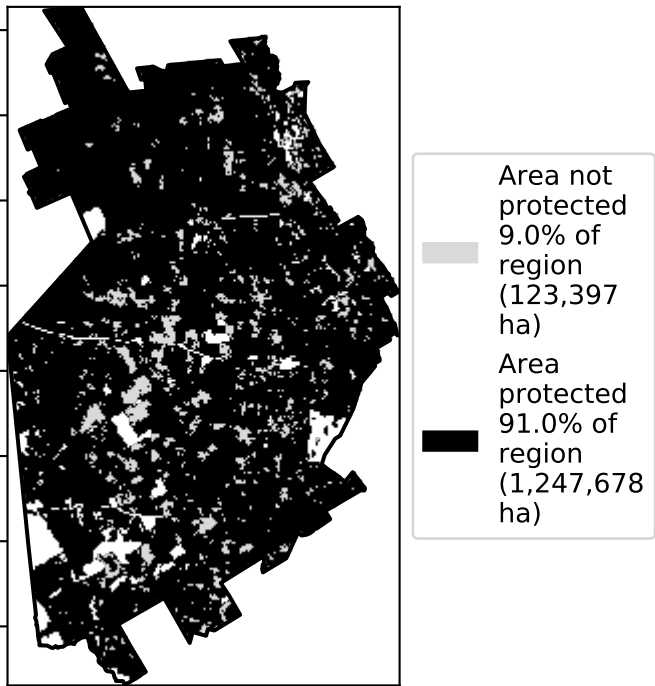 Area not
protected
9.0% of
region
(123,397
ha)
Area
protected
91.0% of
region
(1,247,678
ha)